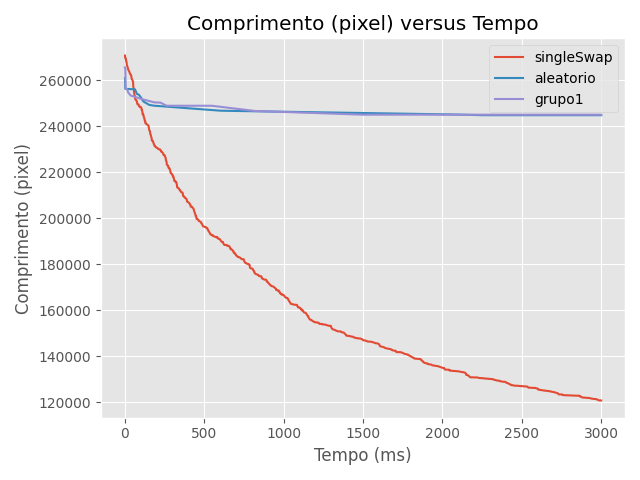 Comprimento (pixel) versus Tempo
singleSwap
aleatorio
grupo1
Comprimento (pixel)
260000
240000
220000
200000
180000
160000
140000
120000
0 500 1000 1500 2000 2500 3000
Tempo (ms)